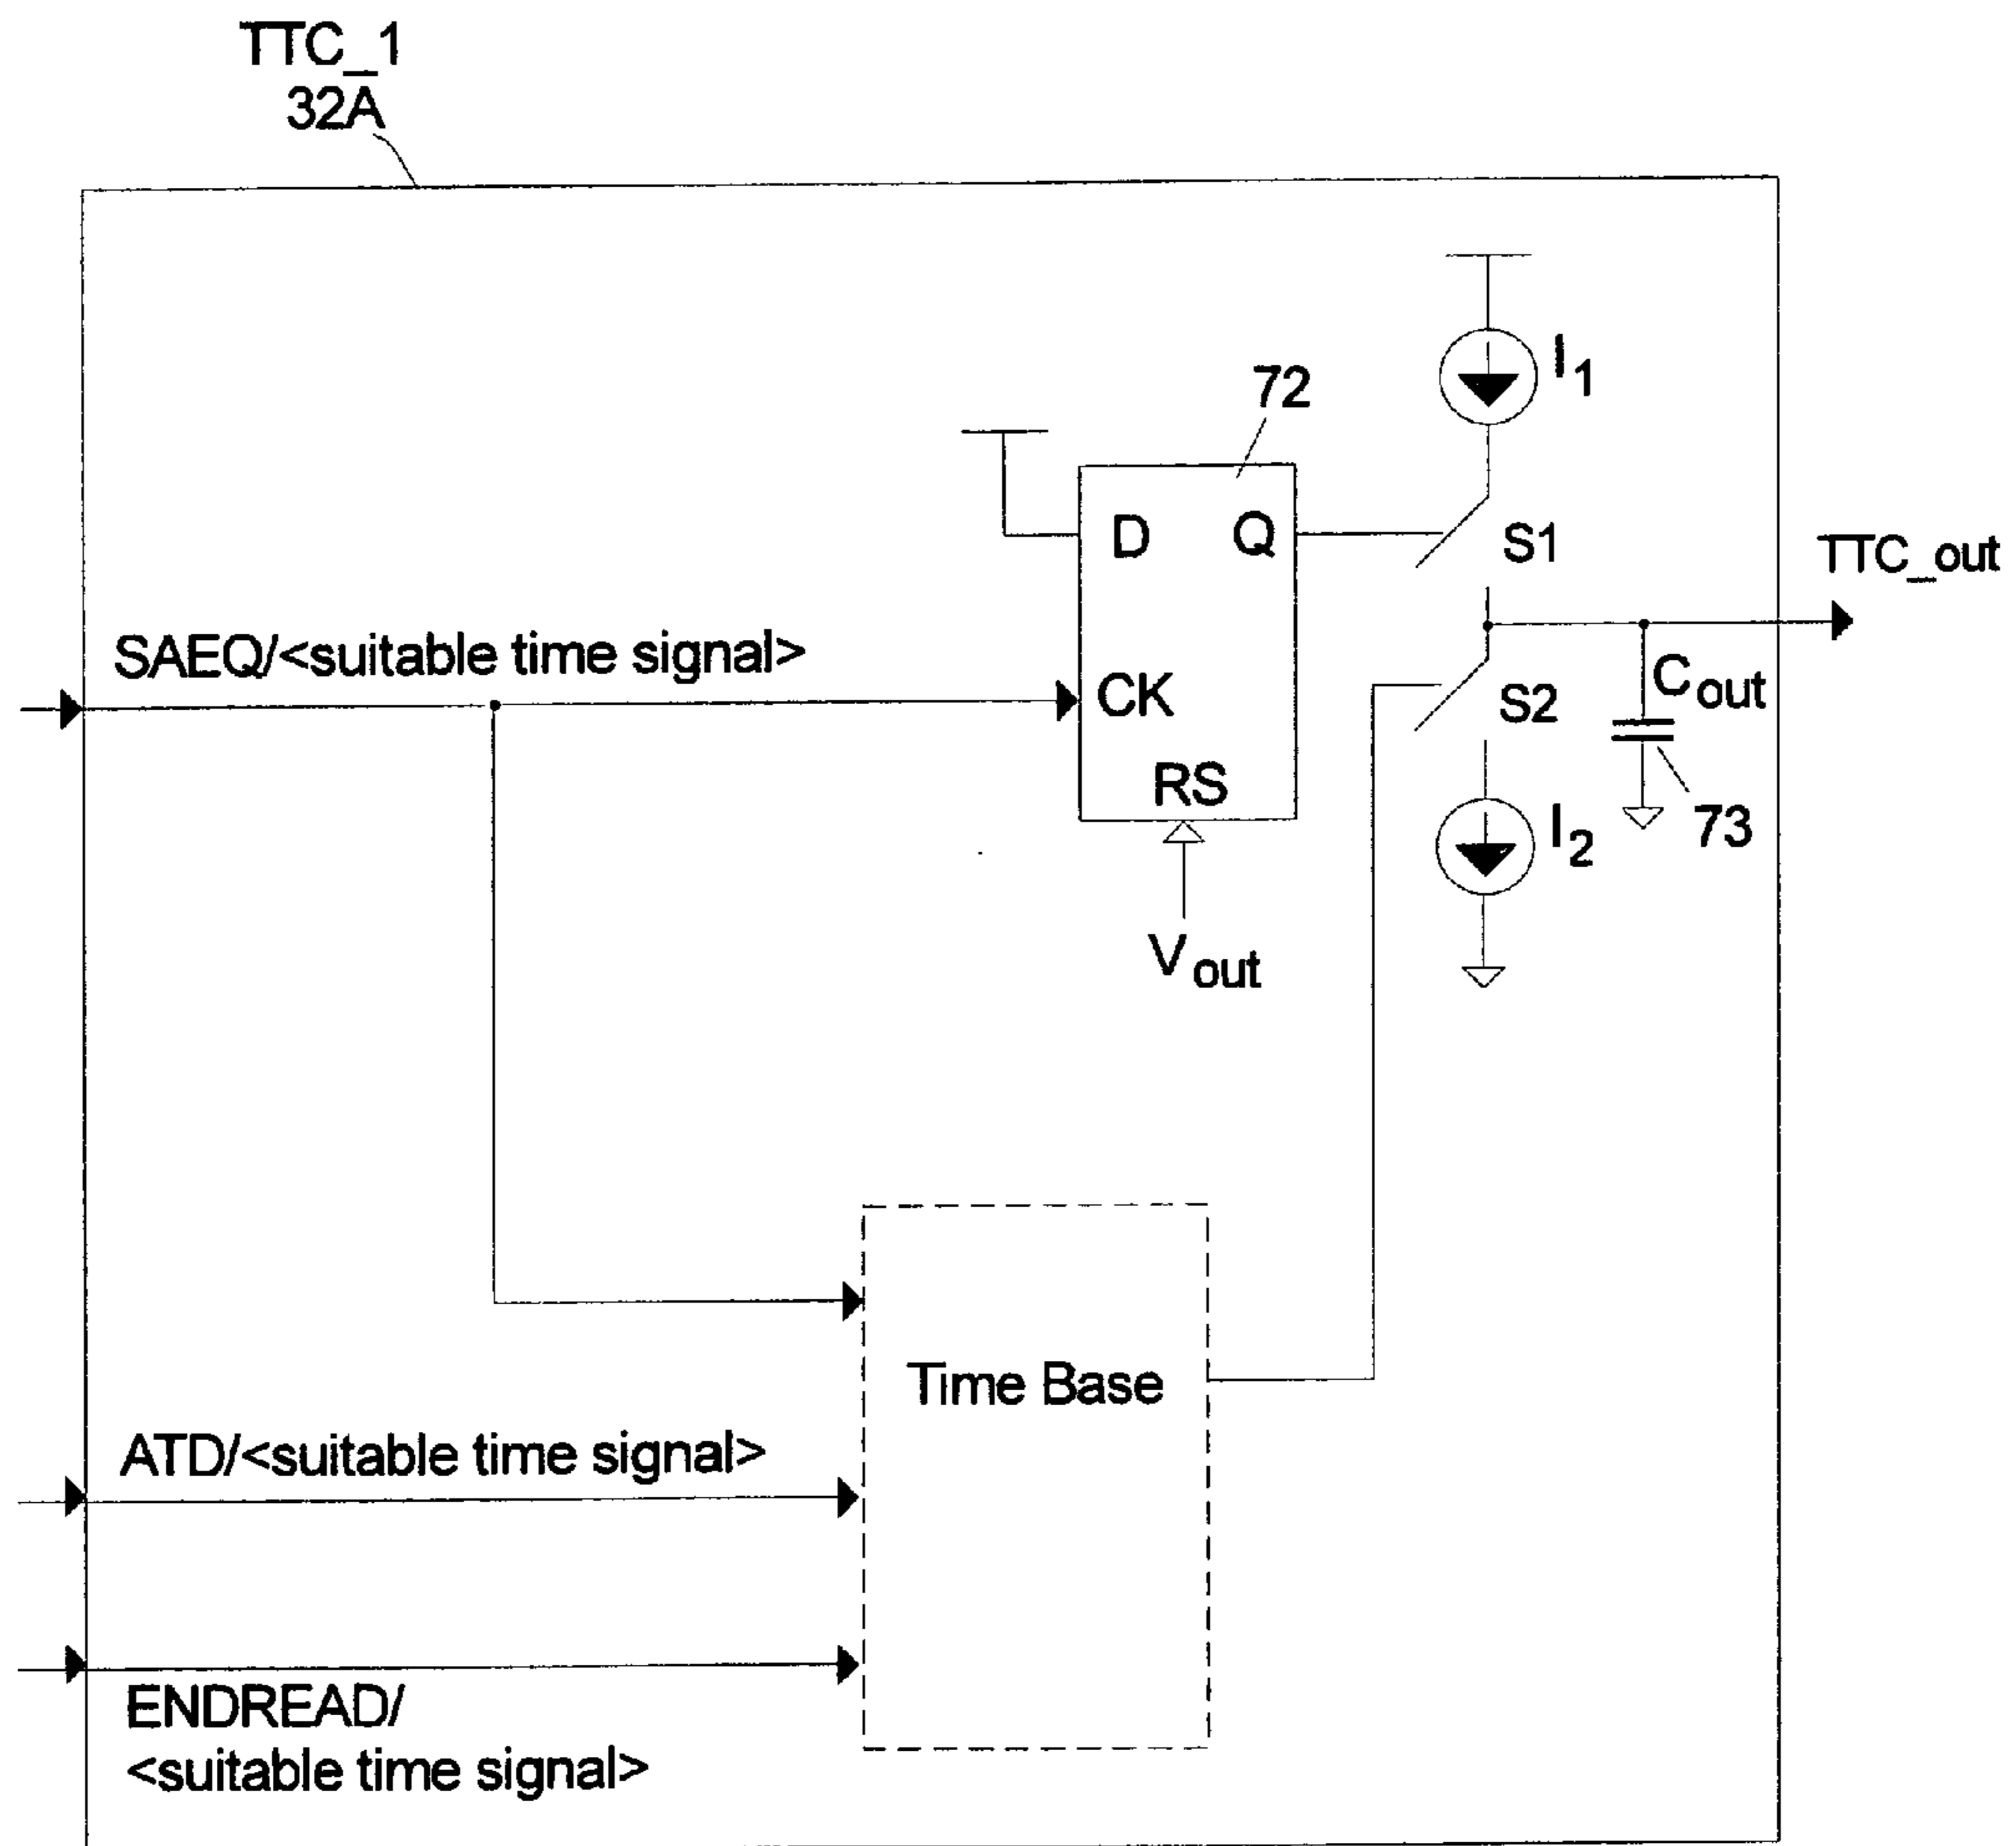 TTC_1
32A
I1
72
D
Q
S1
TTC_out
SAEQ/<suitable time signal>
CK
S2
Cout
RS
I2
73
Vout
Time Base
ATD/<suitable time signal>
ENDREAD/
<suitable time signal>